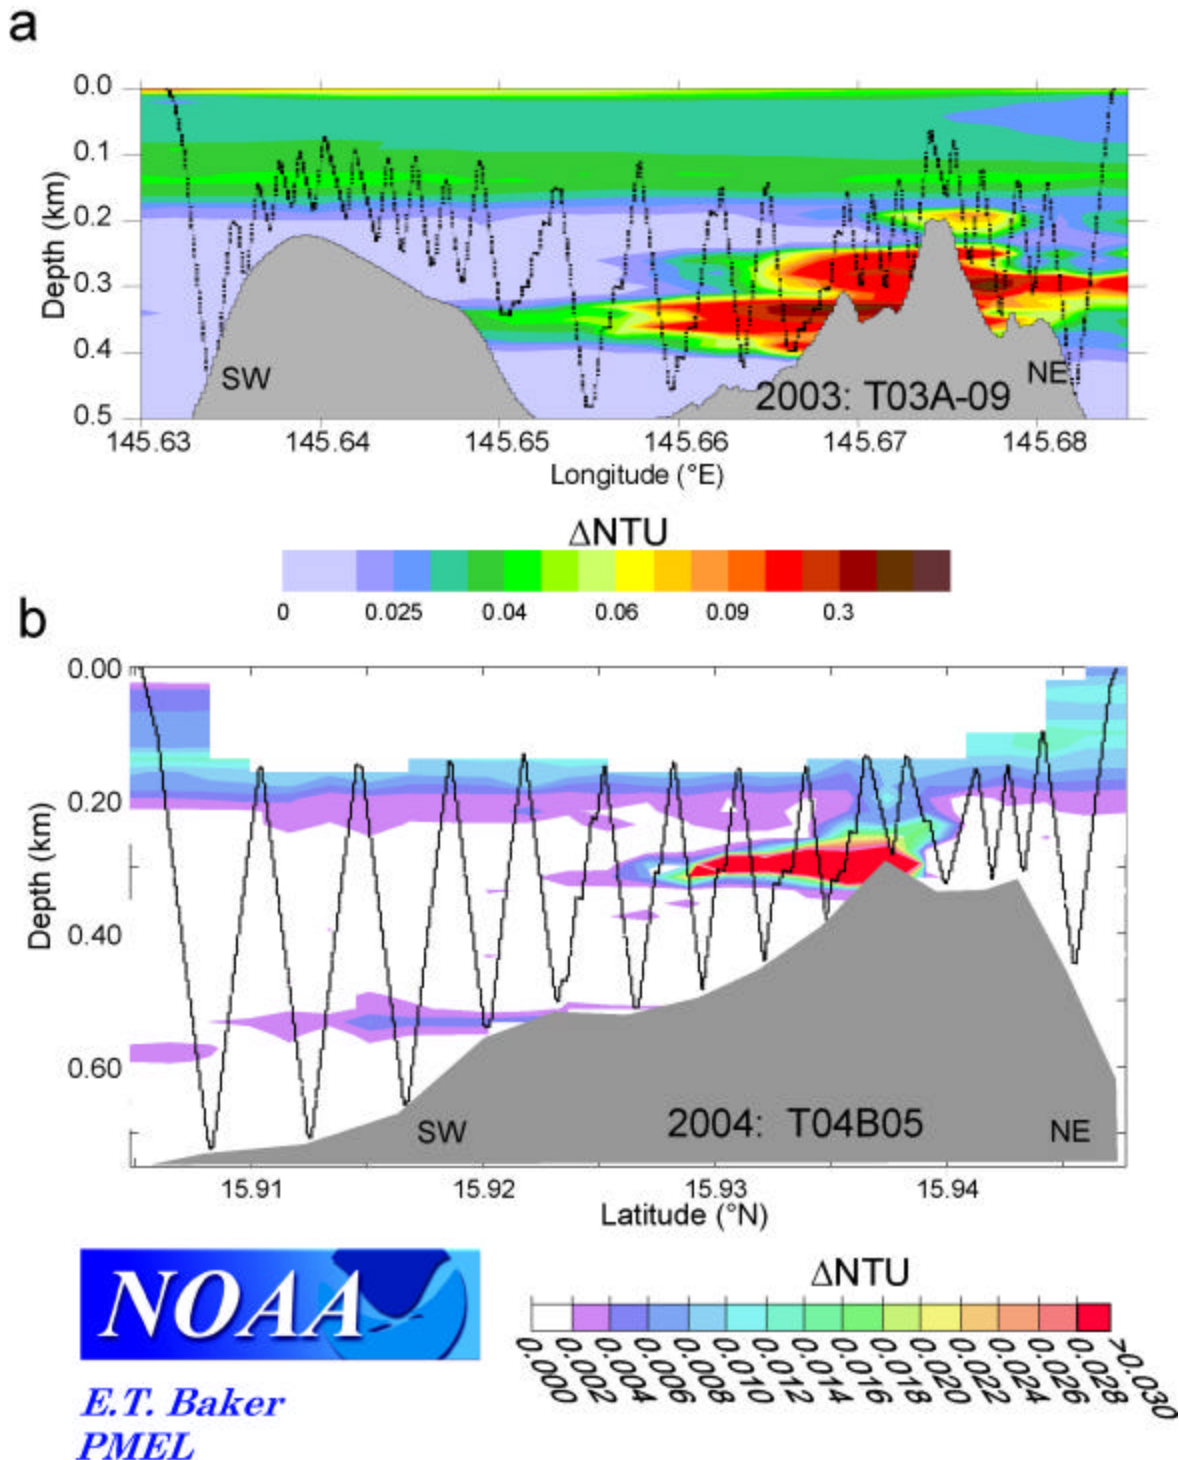 a
0.0
0.1
0.2
0.3
0.4
0.5
Depth (km)
SW
NE
2003: T03A-09
145.63 145.64 145.65 145.66 145.67 145.68
Longitude (°E)
ΔNTU
0 0.025 0.04 0.06 0.09 0.3
b
0.00
0.20
0.40
0.60
Depth (km)
SW
2004: T04B05
NE
15.91 15.92 15.93 15.94
Latitude (°N)
NOAA
E.T. Baker
PMEL
ΔNTU
0.000 0.002 0.004 0.006 0.008 0.010 0.012 0.014 0.016 0.018 0.020 0.022 0.024 0.026 0.028 >0.030